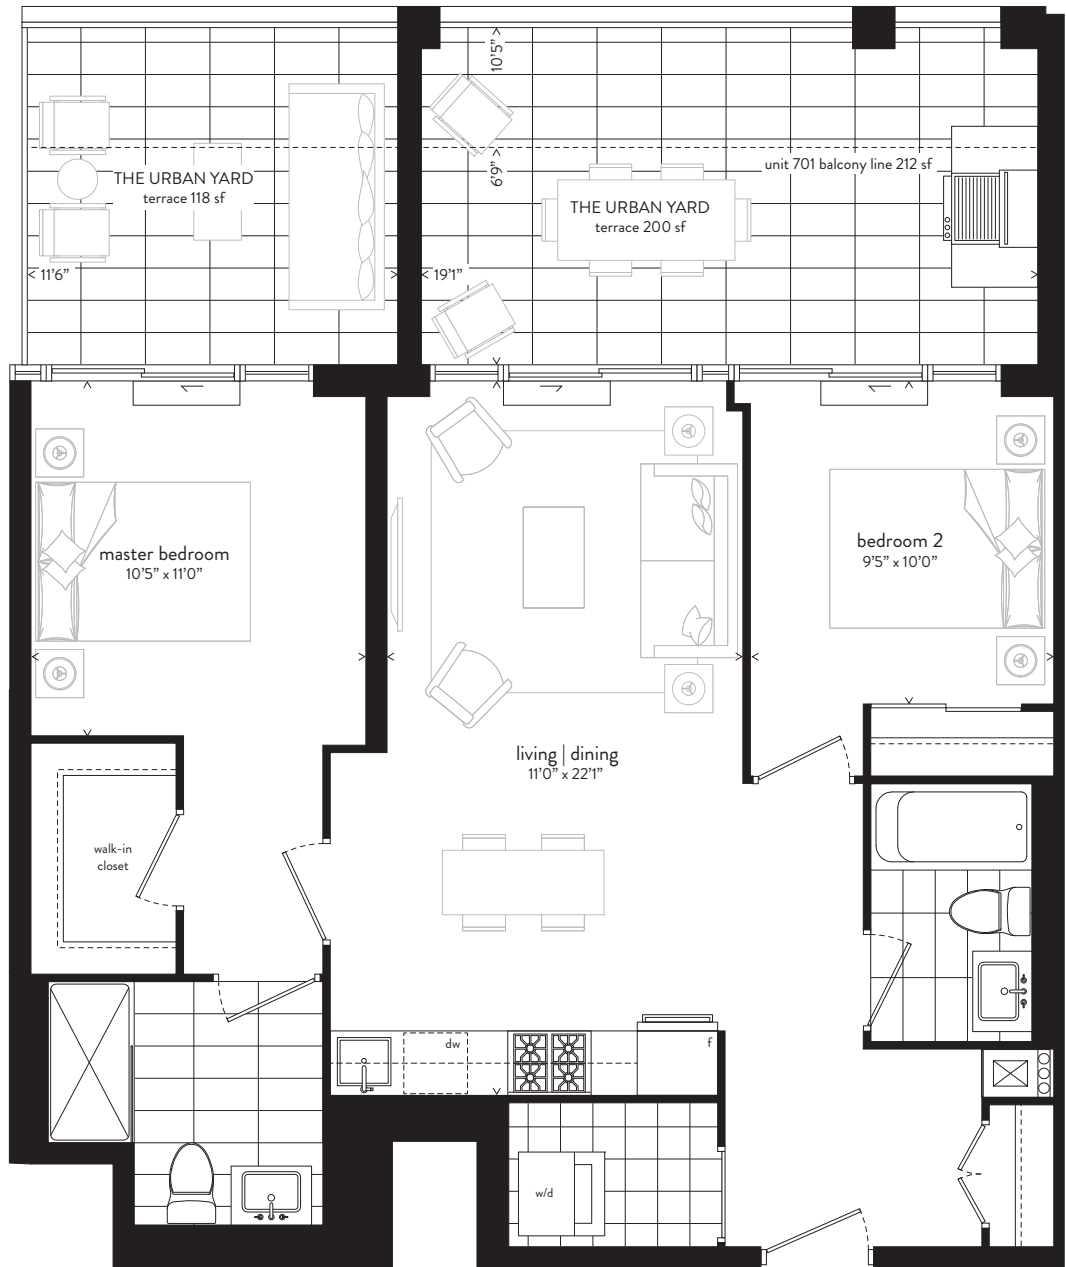 10’5”
6’9”
THE URBAN YARD
terrace 118 sf
unit 701 balcony line 212 sf
THE URBAN YARD
terrace 200 sf
11’6”
19’1”
master bedroom
10’5” x 11’0”
bedroom 2
9’5” x 10’0”
living | dining
11’0” x 22’1”
walk-in
closet
dw
f
w/d